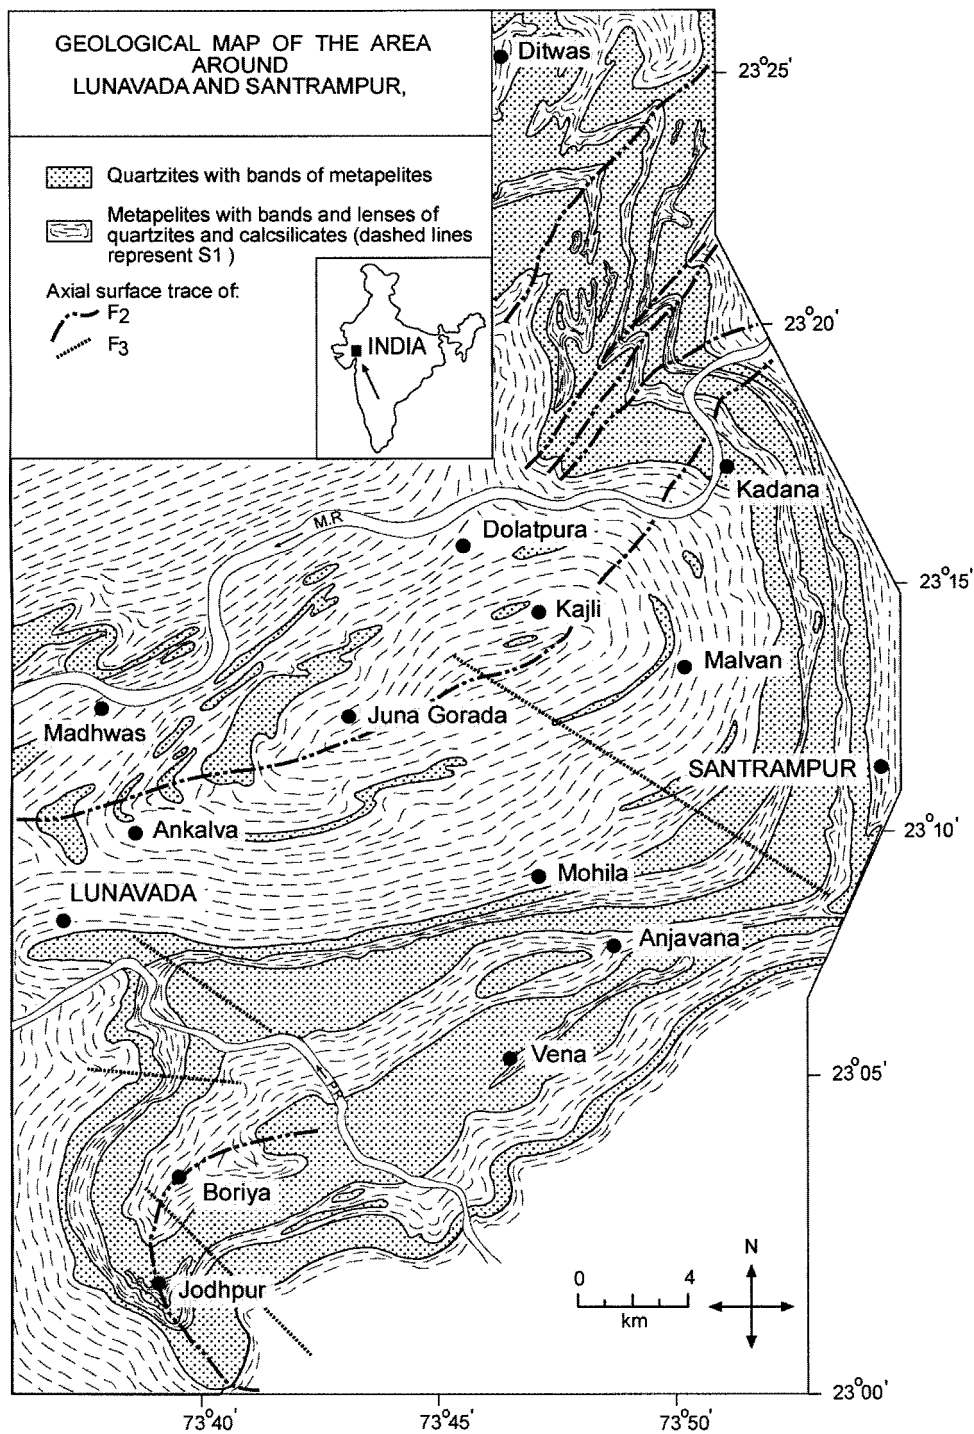 GEOLOGICAL MAP OF THE AREA
AROUND
LUNAVADA AND SANTRAMPUR,
Quartzites with bands of metapelites
Metapelites with bands and lenses of
quartzites and calcsilicates (dashed lines
represent S1 )
Axial surface trace of:
F2
F3
INDIA
Ditwas
23°25'
23°20'
Kadana
M.R
Dolatpura
23°15'
Kajli
Malvan
Juna Gorada
Madhwas
SANTRAMPUR
Ankalva
23°10'
Mohila
LUNAVADA
Anjavana
Vena
23°05'
P.R
Boriya
Jodhpur
N
0 4
km
23°00'
73°40' 73°45' 73°50'